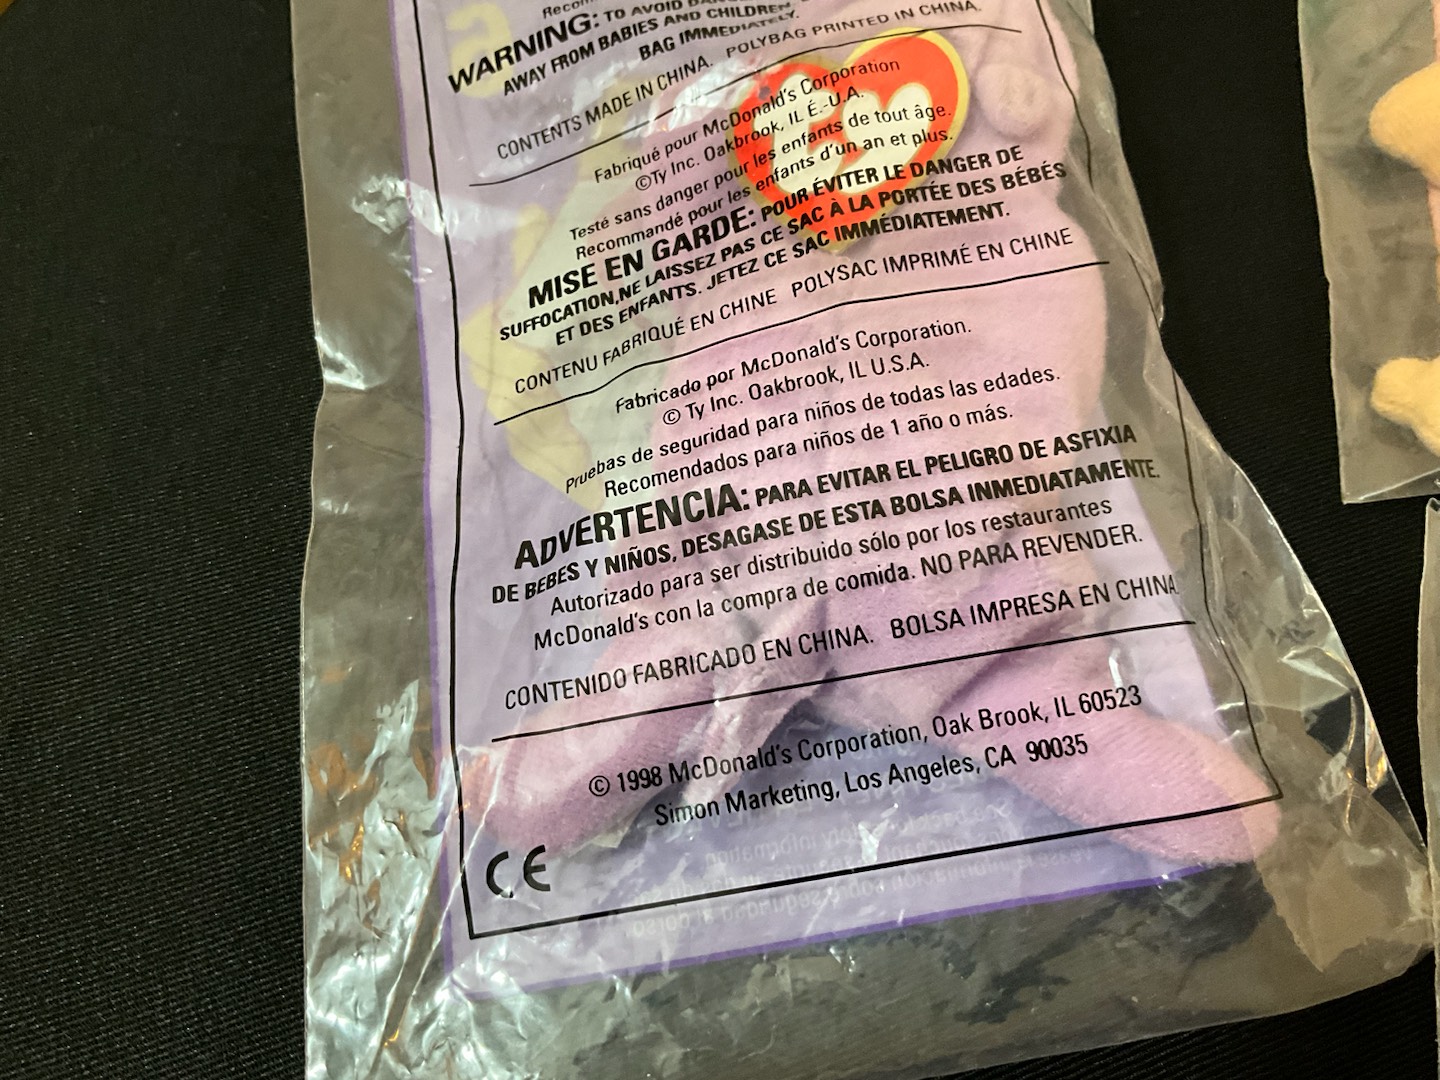 WARNING: TO AVOID
AWAY FROM BABIES AND CHILDREN.
BAG IMMEDIATELY.
CONTENTS MADE IN CHINA. POLYBAG PRINTED IN CHINA.
Fabriqué pour McDonald's Corporation
©Ty Inc. Oakbrook, IL É.-U.A.
Testé sans danger pour les enfants de tout âge.
Recommandé pour les enfants d'un an et plus.
MISE EN GARDE: POUR ÉVITER LE DANGER DE
SUFFOCATION,NE LAISSEZ PAS CE SAC À LA PORTÉE DES BÉBÉS
ET DES ENFANTS. JETEZ CE SAC IMMÉDIATEMENT.
CONTENU FABRIQUÉ EN CHINE POLYSAC IMPRIMÉ EN CHINE
Fabricado por McDonald's Corporation.
© Ty Inc. Oakbrook, IL U.S.A.
Pruebas de seguridad para niños de todas las edades.
Recomendados para niños de 1 año o más.
ADVERTENCIA: PARA EVITAR EL PELIGRO DE ASFIXIA
DE BEBES Y NIÑOS, DESAGASE DE ESTA BOLSA INMEDIATAMENTE.
Autorizado para ser distribuido sólo por los restaurantes
McDonald's con la compra de comida. NO PARA REVENDER.
CONTENIDO FABRICADO EN CHINA. BOLSA IMPRESA EN CHINA
© 1998 McDonald's Corporation, Oak Brook, IL 60523
Simon Marketing, Los Angeles, CA 90035
CE
ty